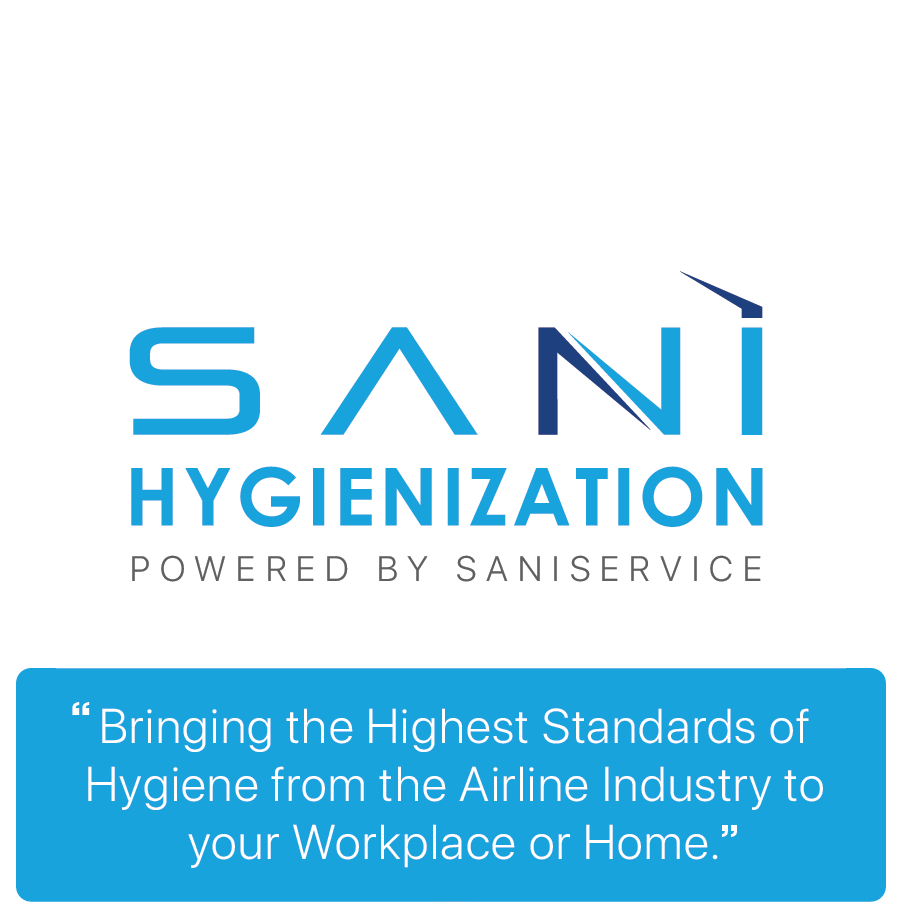 SANI
HYGIENIZATION
POWERED BY SANISERVICE
“Bringing the Highest Standards of
Hygiene from the Airline Industry to
your Workplace or Home.”